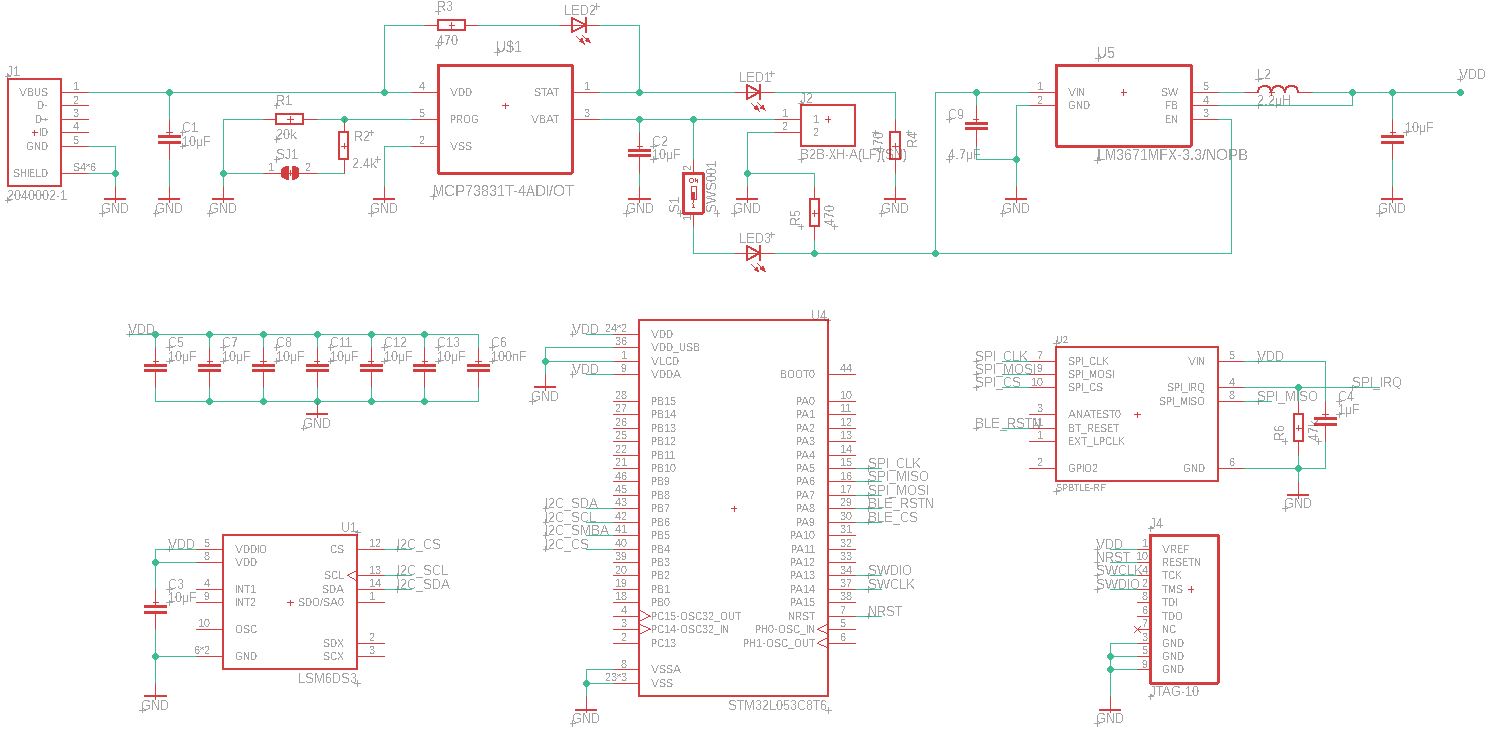 R3
470
LED2
J1
VBUS 1
D- 2
D+ 3
ID 4
GND 5
SHIELD S4*6
2040002-1
GND
C1
10µF
GND
R1
20k
SJ1
1 2
R2
2.4k
GND
U$1
4 VDD STAT 1
5 PROG VBAT 3
2 VSS
MCP73831T-4ADI/OT
GND
C2
10µF
GND
LED1
J2
1 1
2 2
B2B-XH-A(LF)(SN)
470
R4
GND
S1
ON
2
1
SWS001
GND
R5
470
LED3
U5
1 VIN SW 5
2 GND FB 4
EN 3
LM3671MFX-3.3/NOPB
C9
4.7µF
GND
L2
2.2µH
VDD
10µF
GND
VDD
C5
10µF
C7
10µF
C8
10µF
C11
10µF
C12
10µF
C13
10µF
C6
100nF
GND
U4
VDD 24*2 VDD
36 VDD_USB
1 VLCD
VDD 9 VDDA BOOT0 44
GND
28 PB15 PA0 10
27 PB14 PA1 11
26 PB13 PA2 12
25 PB12 PA3 13
22 PB11 PA4 14
21 PB10 PA5 15 SPI_CLK
46 PB9 PA6 16 SPI_MISO
45 PB8 PA7 17 SPI_MOSI
I2C_SDA 43 PB7 PA8 29 BLE_RSTN
I2C_SCL 42 PB6 PA9 30 BLE_CS
I2C_SMBA 41 PB5 PA10 31
I2C_CS 40 PB4 PA11 32
39 PB3 PA12 33
20 PB2 PA13 34 SWDIO
19 PB1 PA14 37 SWCLK
18 PB0 PA15 38
4 PC15-OSC32_OUT NRST 7 NRST
3 PC14-OSC32_IN PH0-OSC_IN 5
2 PC13 PH1-OSC_OUT 6
8 VSSA
23*3 VSS
STM32L053C8T6
GND
U2
SPI_CLK 7 SPI_CLK VIN 5 VDD
SPI_MOSI 9 SPI_MOSI
SPI_CS 10 SPI_CS SPI_IRQ 4 SPI_IRQ
SPI_MISO 8 SPI_MISO
3 ANATEST0
BLE_RSTN BT_RESET
1 EXT_LPCLK
2 GPIO2 GND 6
SPBTLE-RF
R6
47k
C4
1µF
GND
U1
VDD 5 VDDIO CS 12 I2C_CS
8 VDD
SCL 13 I2C_SCL
4 INT1 SDA 14 I2C_SDA
9 INT2 SDO/SA0 1
10 OSC
SDX 2
6*2 GND SCX 3
LSM6DS3
C3
10µF
GND
J4
VDD 1 VREF
NRST 10 RESETN
SWCLK 4 TCK
SWDIO 2 TMS
8 TDI
6 TDO
7 NC
3 GND
5 GND
9 GND
JTAG-10
GND